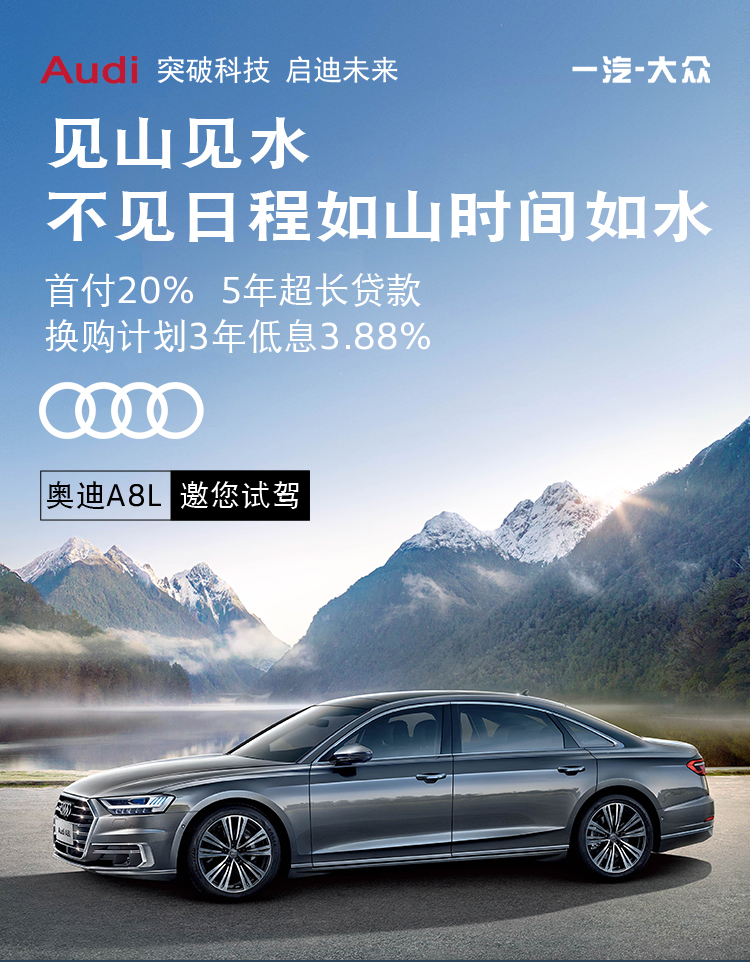 Audi 突破科技 启迪未来 一汽-大众
见山见水
不见日程如山时间如水
首付20% 5年超长贷款
换购计划3年低息3.88%
奥迪A8L 邀您试驾
Audi A8L